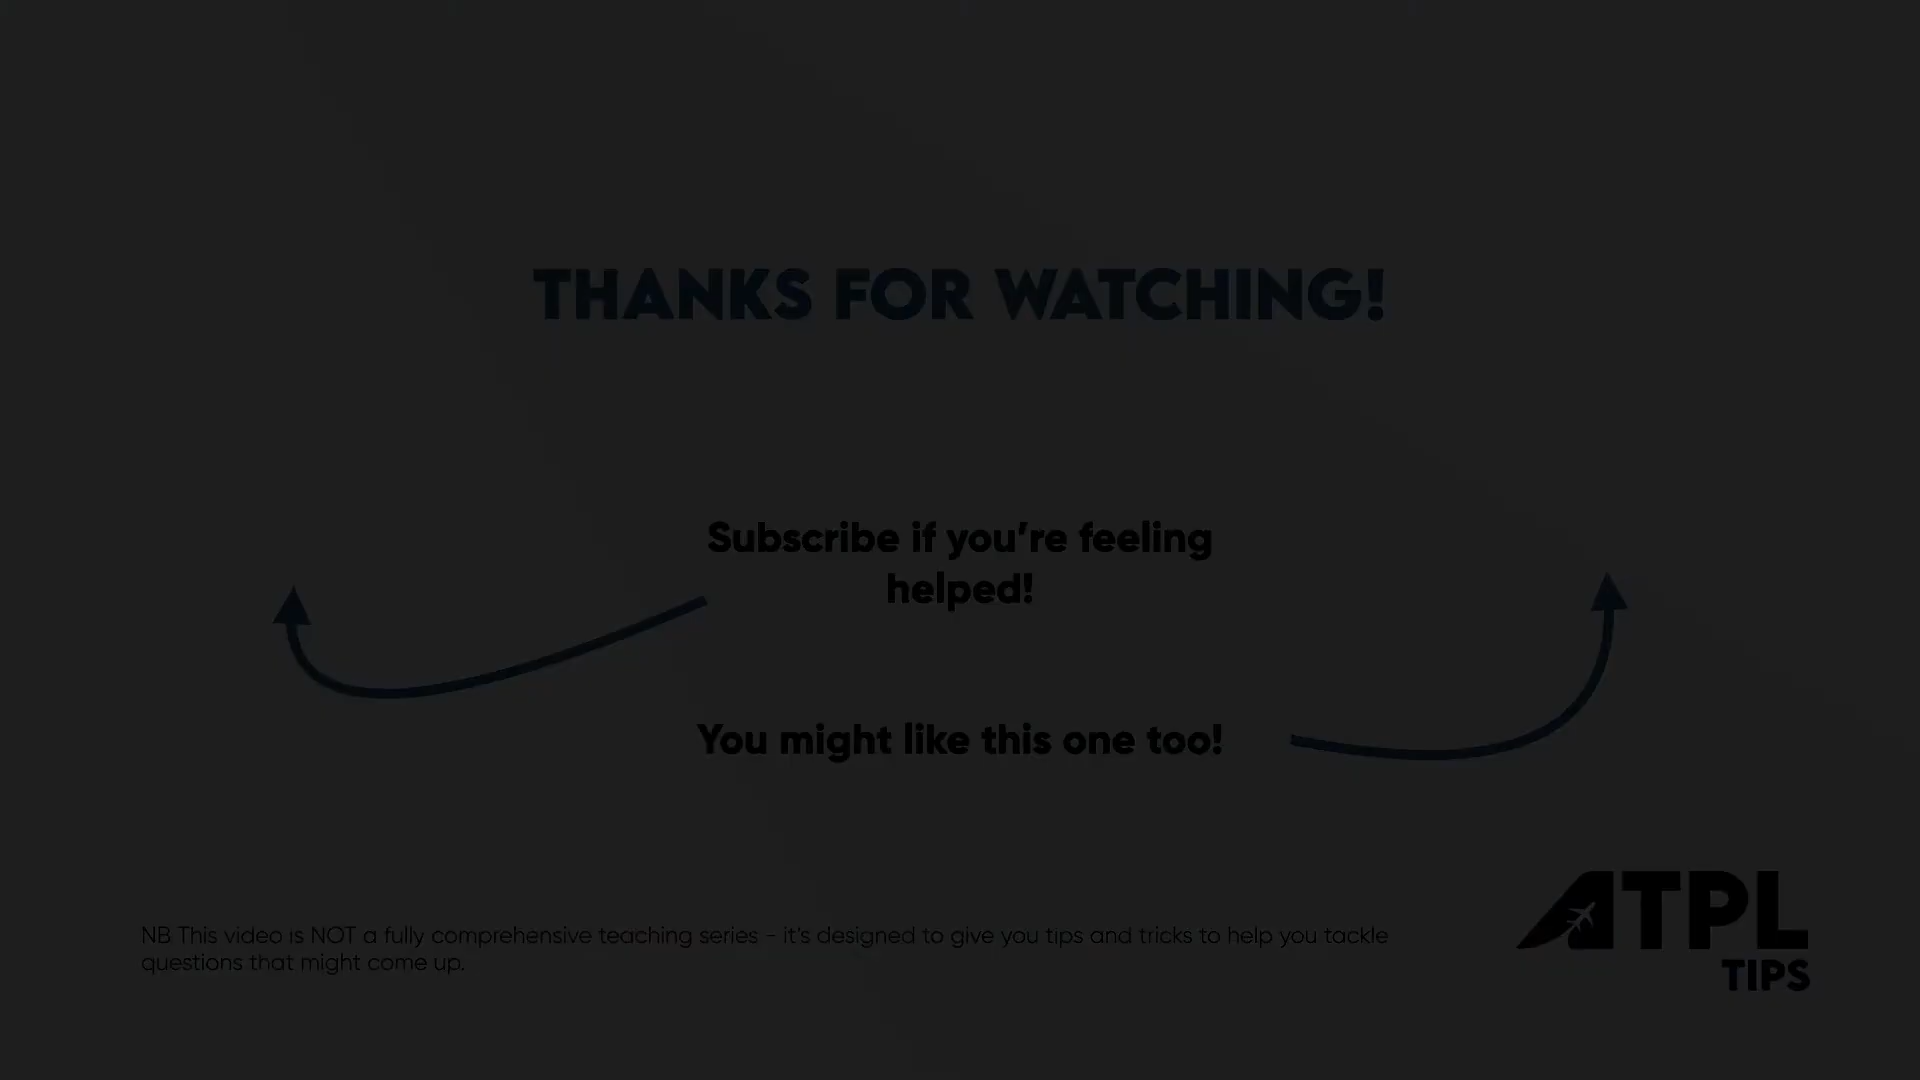 THANKS FOR WATCHING!
Subscribe if you’re feeling
helped!
You might like this one too!
NB This video is NOT a fully comprehensive teaching series - it's designed to give you tips and tricks to help you tackle
questions that might come up.
ATPL
TIPS